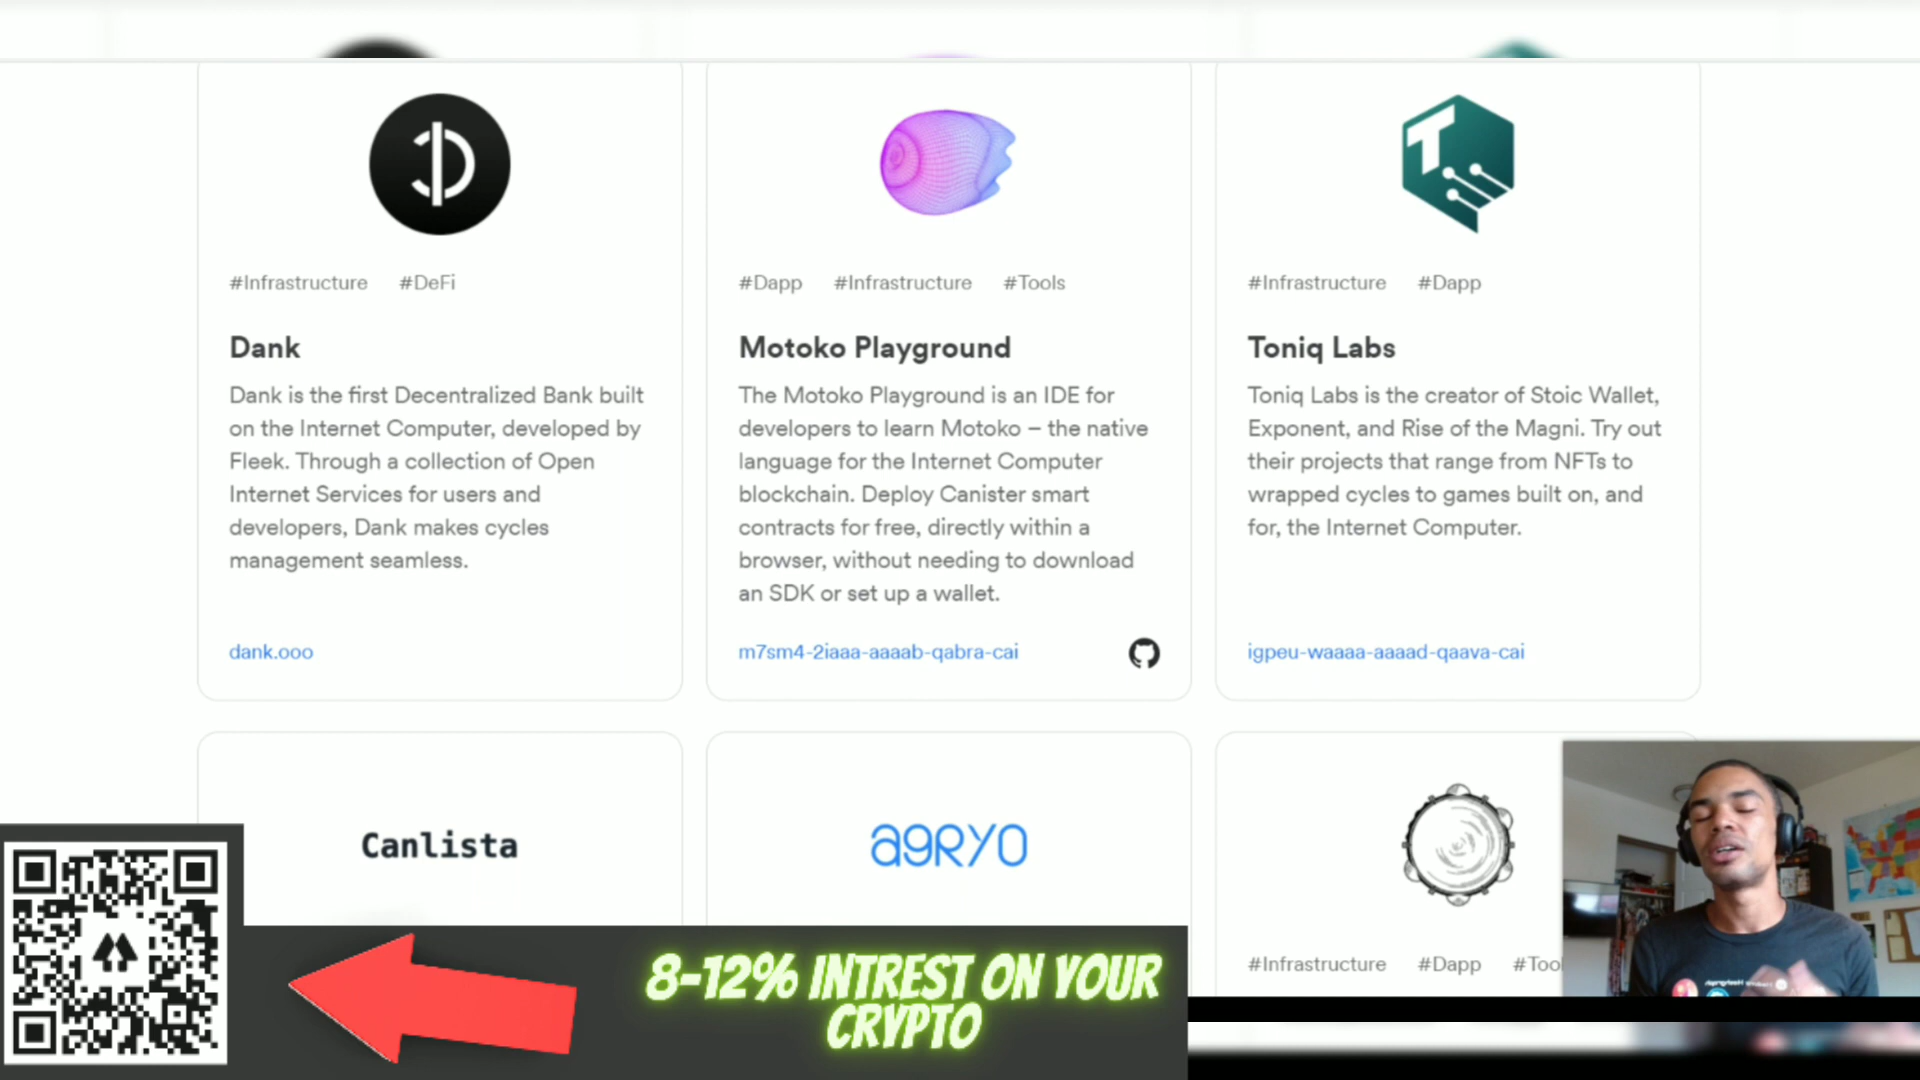 #Infrastructure #DeFi
Dank
Dank is the first Decentralized Bank built
on the Internet Computer, developed by
Fleek. Through a collection of Open
Internet Services for users and
developers, Dank makes cycles
management seamless.
dank.ooo
#Dapp #Infrastructure #Tools
Motoko Playground
The Motoko Playground is an IDE for
developers to learn Motoko – the native
language for the Internet Computer
blockchain. Deploy Canister smart
contracts for free, directly within a
browser, without needing to download
an SDK or set up a wallet.
m7sm4-2iaaa-aaaab-qabra-cai
T
#Infrastructure #Dapp
Toniq Labs
Toniq Labs is the creator of Stoic Wallet,
Exponent, and Rise of the Magni. Try out
their projects that range from NFTs to
wrapped cycles to games built on, and
for, the Internet Computer.
igpeu-waaaa-aaaad-qaava-cai
Canlista
agryo
#Infrastructure #Dapp #Tool
8-12% INTREST ON YOUR
CRYPTO